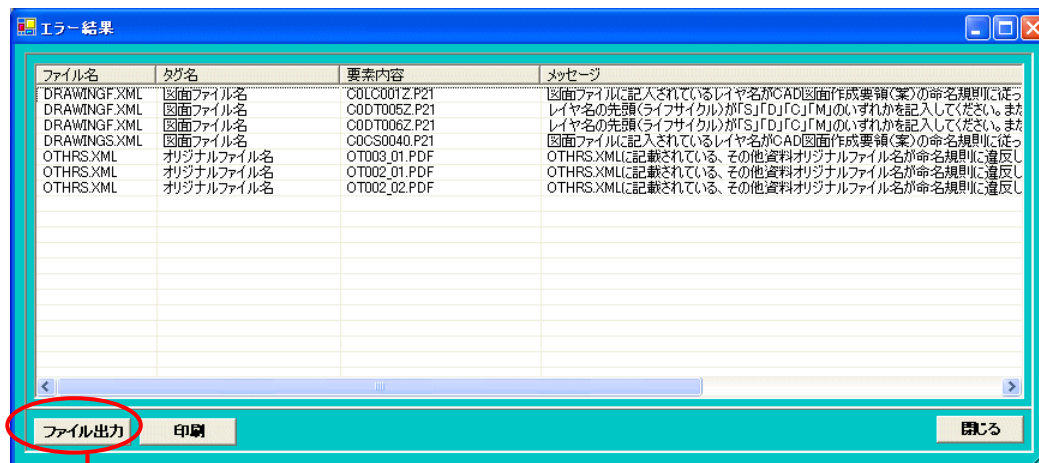 エラー結果
ファイル名 タグ名 要素内容 メッセージ
DRAWINGF.XML 図面ファイル名 C0LC001Z.P21 図面ファイルに記入されているレイヤ名がCAD図面作成要領(案)の命名規則に従っ
DRAWINGF.XML 図面ファイル名 C0DT005Z.P21 レイヤ名の先頭(ライフサイクル)が「S」「D」「C」「M」のいずれかを記入してください。また
DRAWINGF.XML 図面ファイル名 C0DT006Z.P21 レイヤ名の先頭(ライフサイクル)が「S」「D」「C」「M」のいずれかを記入してください。また
DRAWINGS.XML 図面ファイル名 C0CS0040.P21 図面ファイルに記入されているレイヤ名がCAD図面作成要領(案)の命名規則に従っ
OTHRS.XML オリジナルファイル名 OT003_01.PDF OTHRS.XMLに記載されている、その他資料オリジナルファイル名が命名規則に違反し
OTHRS.XML オリジナルファイル名 OT002_01.PDF OTHRS.XMLに記載されている、その他資料オリジナルファイル名が命名規則に違反し
OTHRS.XML オリジナルファイル名 OT002_02.PDF OTHRS.XMLに記載されている、その他資料オリジナルファイル名が命名規則に違反し
ファイル出力 印刷 閉じる